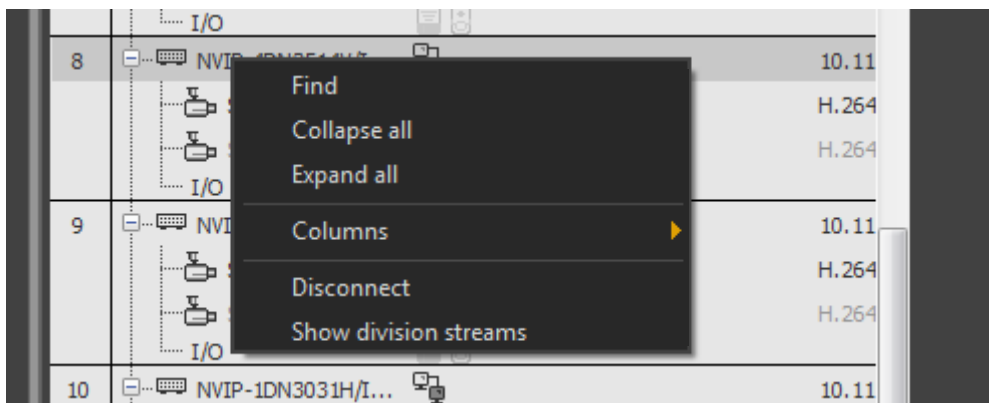 I/O
8 10.11
Find
H.264
Collapse all
H.264
Expand all
I/O
9 NVI 10.11
Columns
H.264
Disconnect
H.264
Show division streams
I/O
10 NVIP-1DN3031H/I... 10.11